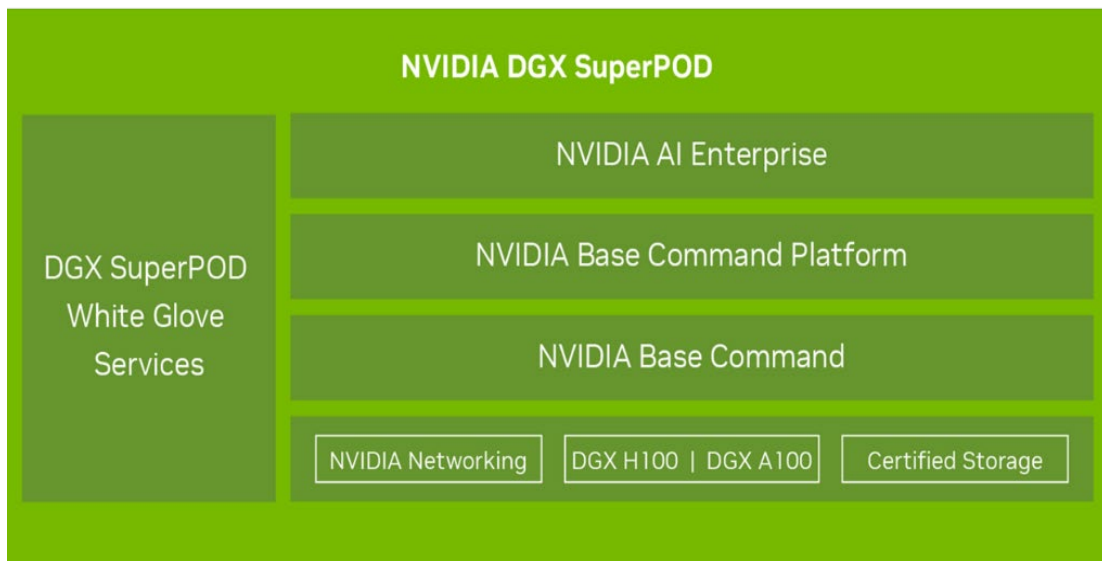 NVIDIA DGX SuperPOD
DGX SuperPOD
White Glove
Services
NVIDIA AI Enterprise
NVIDIA Base Command Platform
NVIDIA Base Command
NVIDIA Networking
DGX H100 | DGX A100
Certified Storage